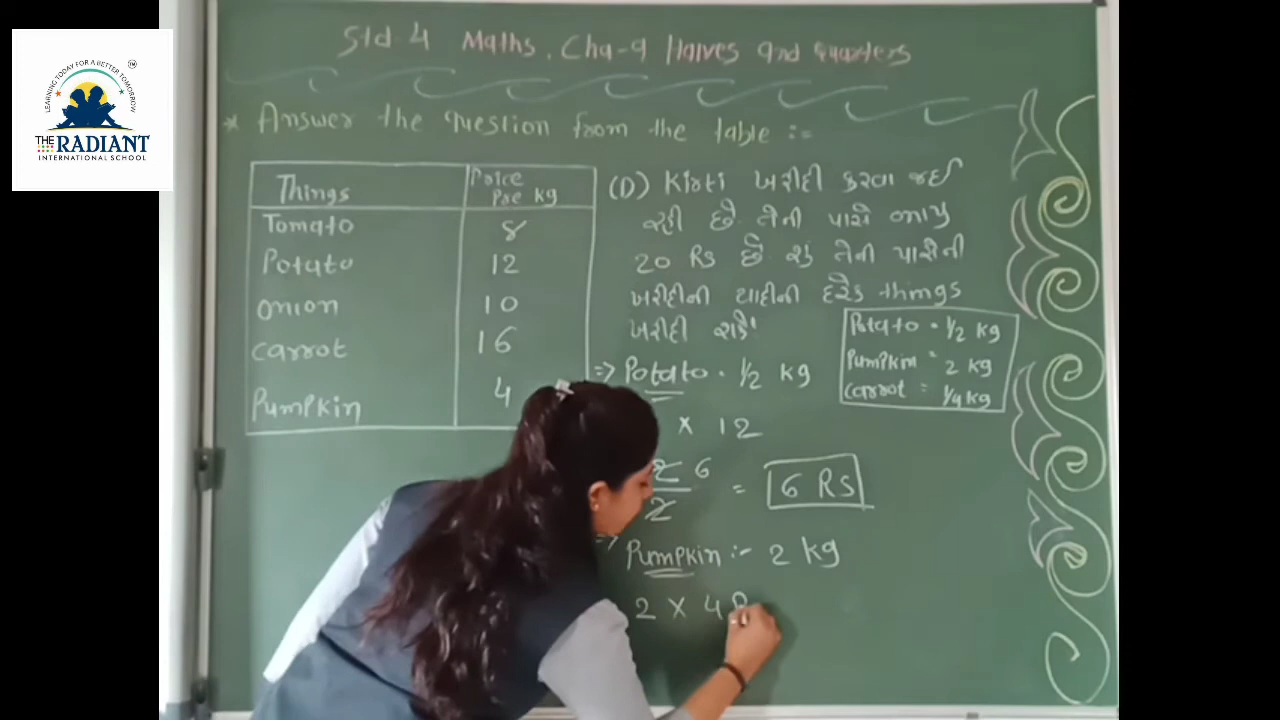 Std 4 Maths, Cha-9 Halves and Quarters
LEARNING TODAY FOR A BETTER TOMORROW
THE RADIANT
INTERNATIONAL SCHOOL
* Answer the question from the table :-
Things Price Per kg
Tomato 8
Potato 12
Onion 10
Carrot 16
Pumpkin 4
(D) Kirti ખરીદી કરવા જઈ
રહી છે તેની પાસે માત્ર
20 Rs છે શું તેની પાસેની
ખરીદીની યાદીની દરેક things
ખરીદી શકે?
Potato - 1/2 kg
Pumpkin = 2 kg
Carrot = 1/4 kg
=> Potato - 1/2 kg
x 12
2 6
2
= 6 Rs
=> Pumpkin :- 2 kg
2 x 4 R